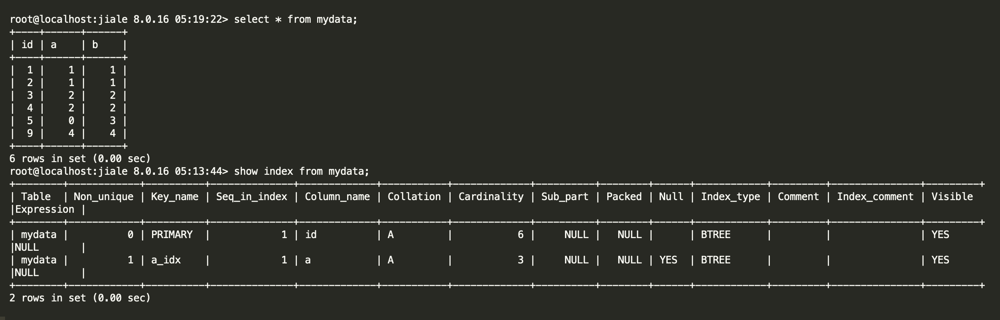 root@localhost:jiale 8.0.16 05:19:22> select * from mydata;
+----+------+------+
| id | a    | b    |
+----+------+------+
|  1 |    1 |    1 |
|  2 |    1 |    1 |
|  3 |    2 |    2 |
|  4 |    2 |    2 |
|  5 |    0 |    3 |
|  9 |    4 |    4 |
+----+------+------+
6 rows in set (0.00 sec)
root@localhost:jiale 8.0.16 05:13:44> show index from mydata;
+--------+------------+----------+--------------+-------------+-----------+-------------+----------+--------+------+------------+---------+---------------+---------+
| Table  | Non_unique | Key_name | Seq_in_index | Column_name | Collation | Cardinality | Sub_part | Packed | Null | Index_type | Comment | Index_comment | Visible
|Expression |
+--------+------------+----------+--------------+-------------+-----------+-------------+----------+--------+------+------------+---------+---------------+---------+
| mydata |          0 | PRIMARY  |            1 | id          | A         |           6 |     NULL |   NULL |      | BTREE      |         |               | YES
|NULL       |
| mydata |          1 | a_idx    |            1 | a           | A         |           3 |     NULL |   NULL | YES  | BTREE      |         |               | YES
|NULL       |
+--------+------------+----------+--------------+-------------+-----------+-------------+----------+--------+------+------------+---------+---------------+---------+
2 rows in set (0.00 sec)